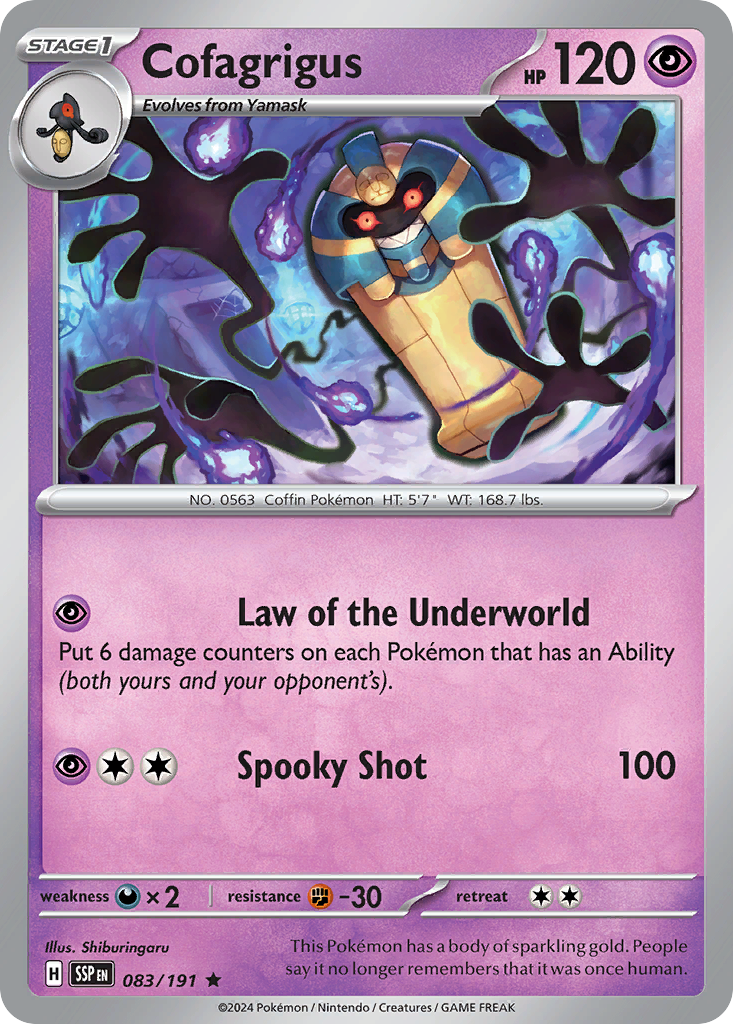 STAGE1
Cofagrigus
HP 120
Evolves from Yamask
NO. 0563 Coffin Pokémon HT: 5'7" WT: 168.7 lbs.
Law of the Underworld
Put 6 damage counters on each Pokémon that has an Ability
(both yours and your opponent's).
Spooky Shot 100
weakness ×2 resistance -30 retreat
Illus. Shiburingaru
This Pokémon has a body of sparkling gold. People
say it no longer remembers that it was once human.
H SSP EN 083/191 ★
©2024 Pokémon / Nintendo / Creatures / GAME FREAK